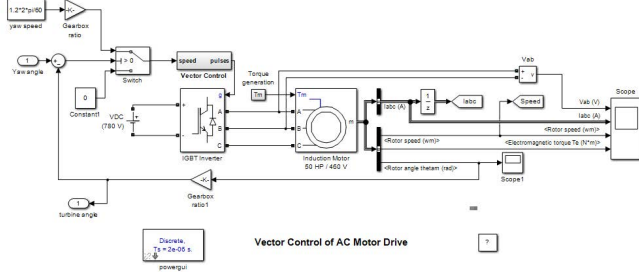 1.2*2*pi/60
yaw speed
-K-
Gearbox
ratio
1
Yaw angle
> 0
Switch
0
Constant1
speed pulses
Vector Control
Torque
generation
Tm
VDC
(780 V)
+
-
g
A
B
C
IGBT Inverter
Tm
A
B
C
m
Induction Motor
50 HP / 460 V
Iabc (A)
1
z
Iabc
Speed
Vab
+
-
v
Scope
Vab (V)
Iabc (A)
<Rotor speed (wm)>
<Electromagnetic torque Te (N*m)>
<Rotor speed (wm)>
<Rotor angle thetam (rad)>
Scope1
-K-
Gearbox
ratio1
1
turbine angle
Discrete,
Ts = 2e-06 s.
powergui
Vector Control of AC Motor Drive
?